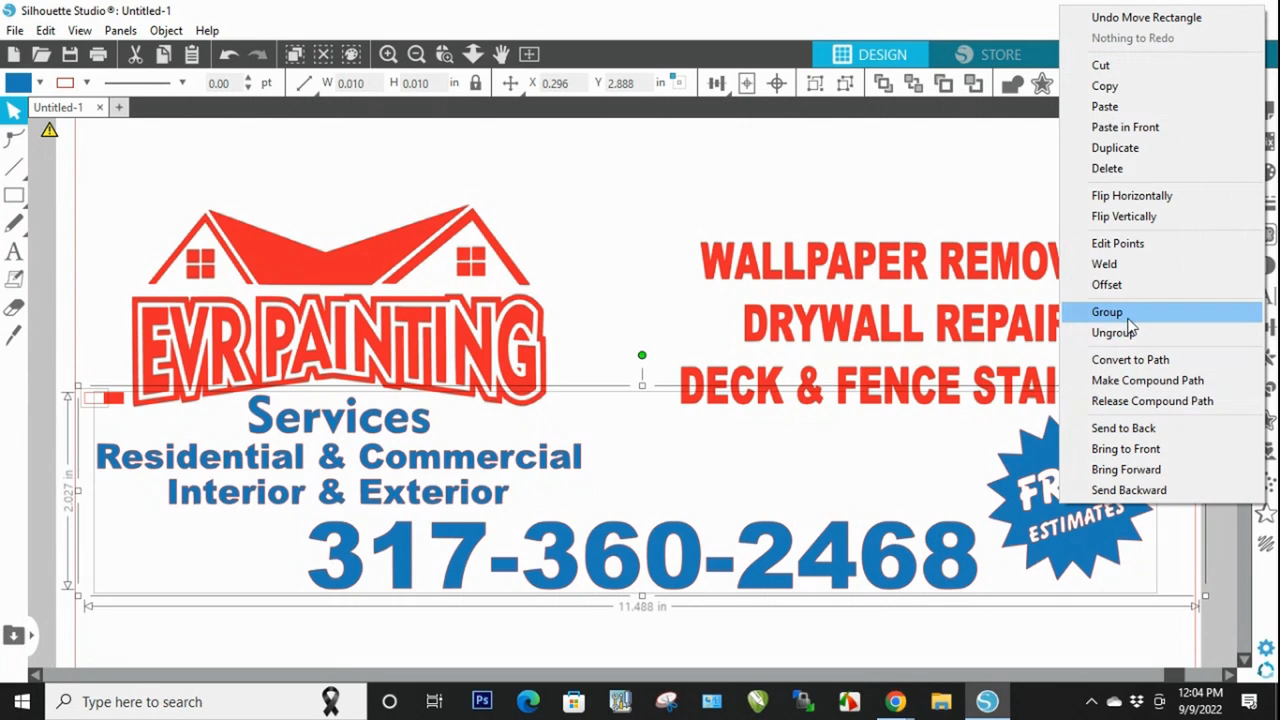 Silhouette Studio®: Untitled-1
File Edit View Panels Object Help
DESIGN
STORE
0.00 pt
W 0.010 H 0.010 in
X 0.296 Y 2.888 in
Untitled-1
Undo Move Rectangle
Nothing to Redo
Cut
Copy
Paste
Paste in Front
Duplicate
Delete
Flip Horizontally
Flip Vertically
Edit Points
Weld
Offset
Group
Ungroup
Convert to Path
Make Compound Path
Release Compound Path
Send to Back
Bring to Front
Bring Forward
Send Backward
EVR PAINTING
Services
Residential & Commercial
Interior & Exterior
317-360-2468
WALLPAPER REMOV
DRYWALL REPAIR
DECK & FENCE STAI
FR
ESTIMATES
2.027 in
11.488 in
Type here to search
Ps
12:04 PM
9/9/2022